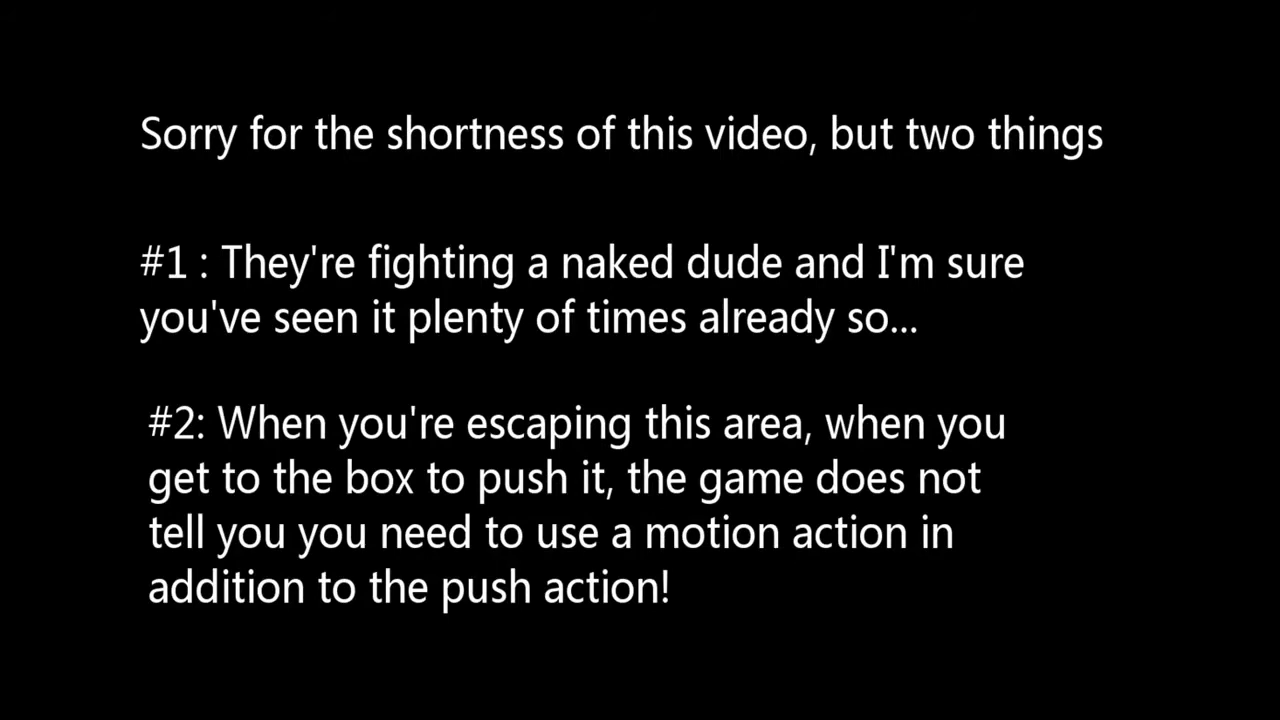 Sorry for the shortness of this video, but two things
#1 : They're fighting a naked dude and I'm sure
you've seen it plenty of times already so...
#2: When you're escaping this area, when you
get to the box to push it, the game does not
tell you you need to use a motion action in
addition to the push action!